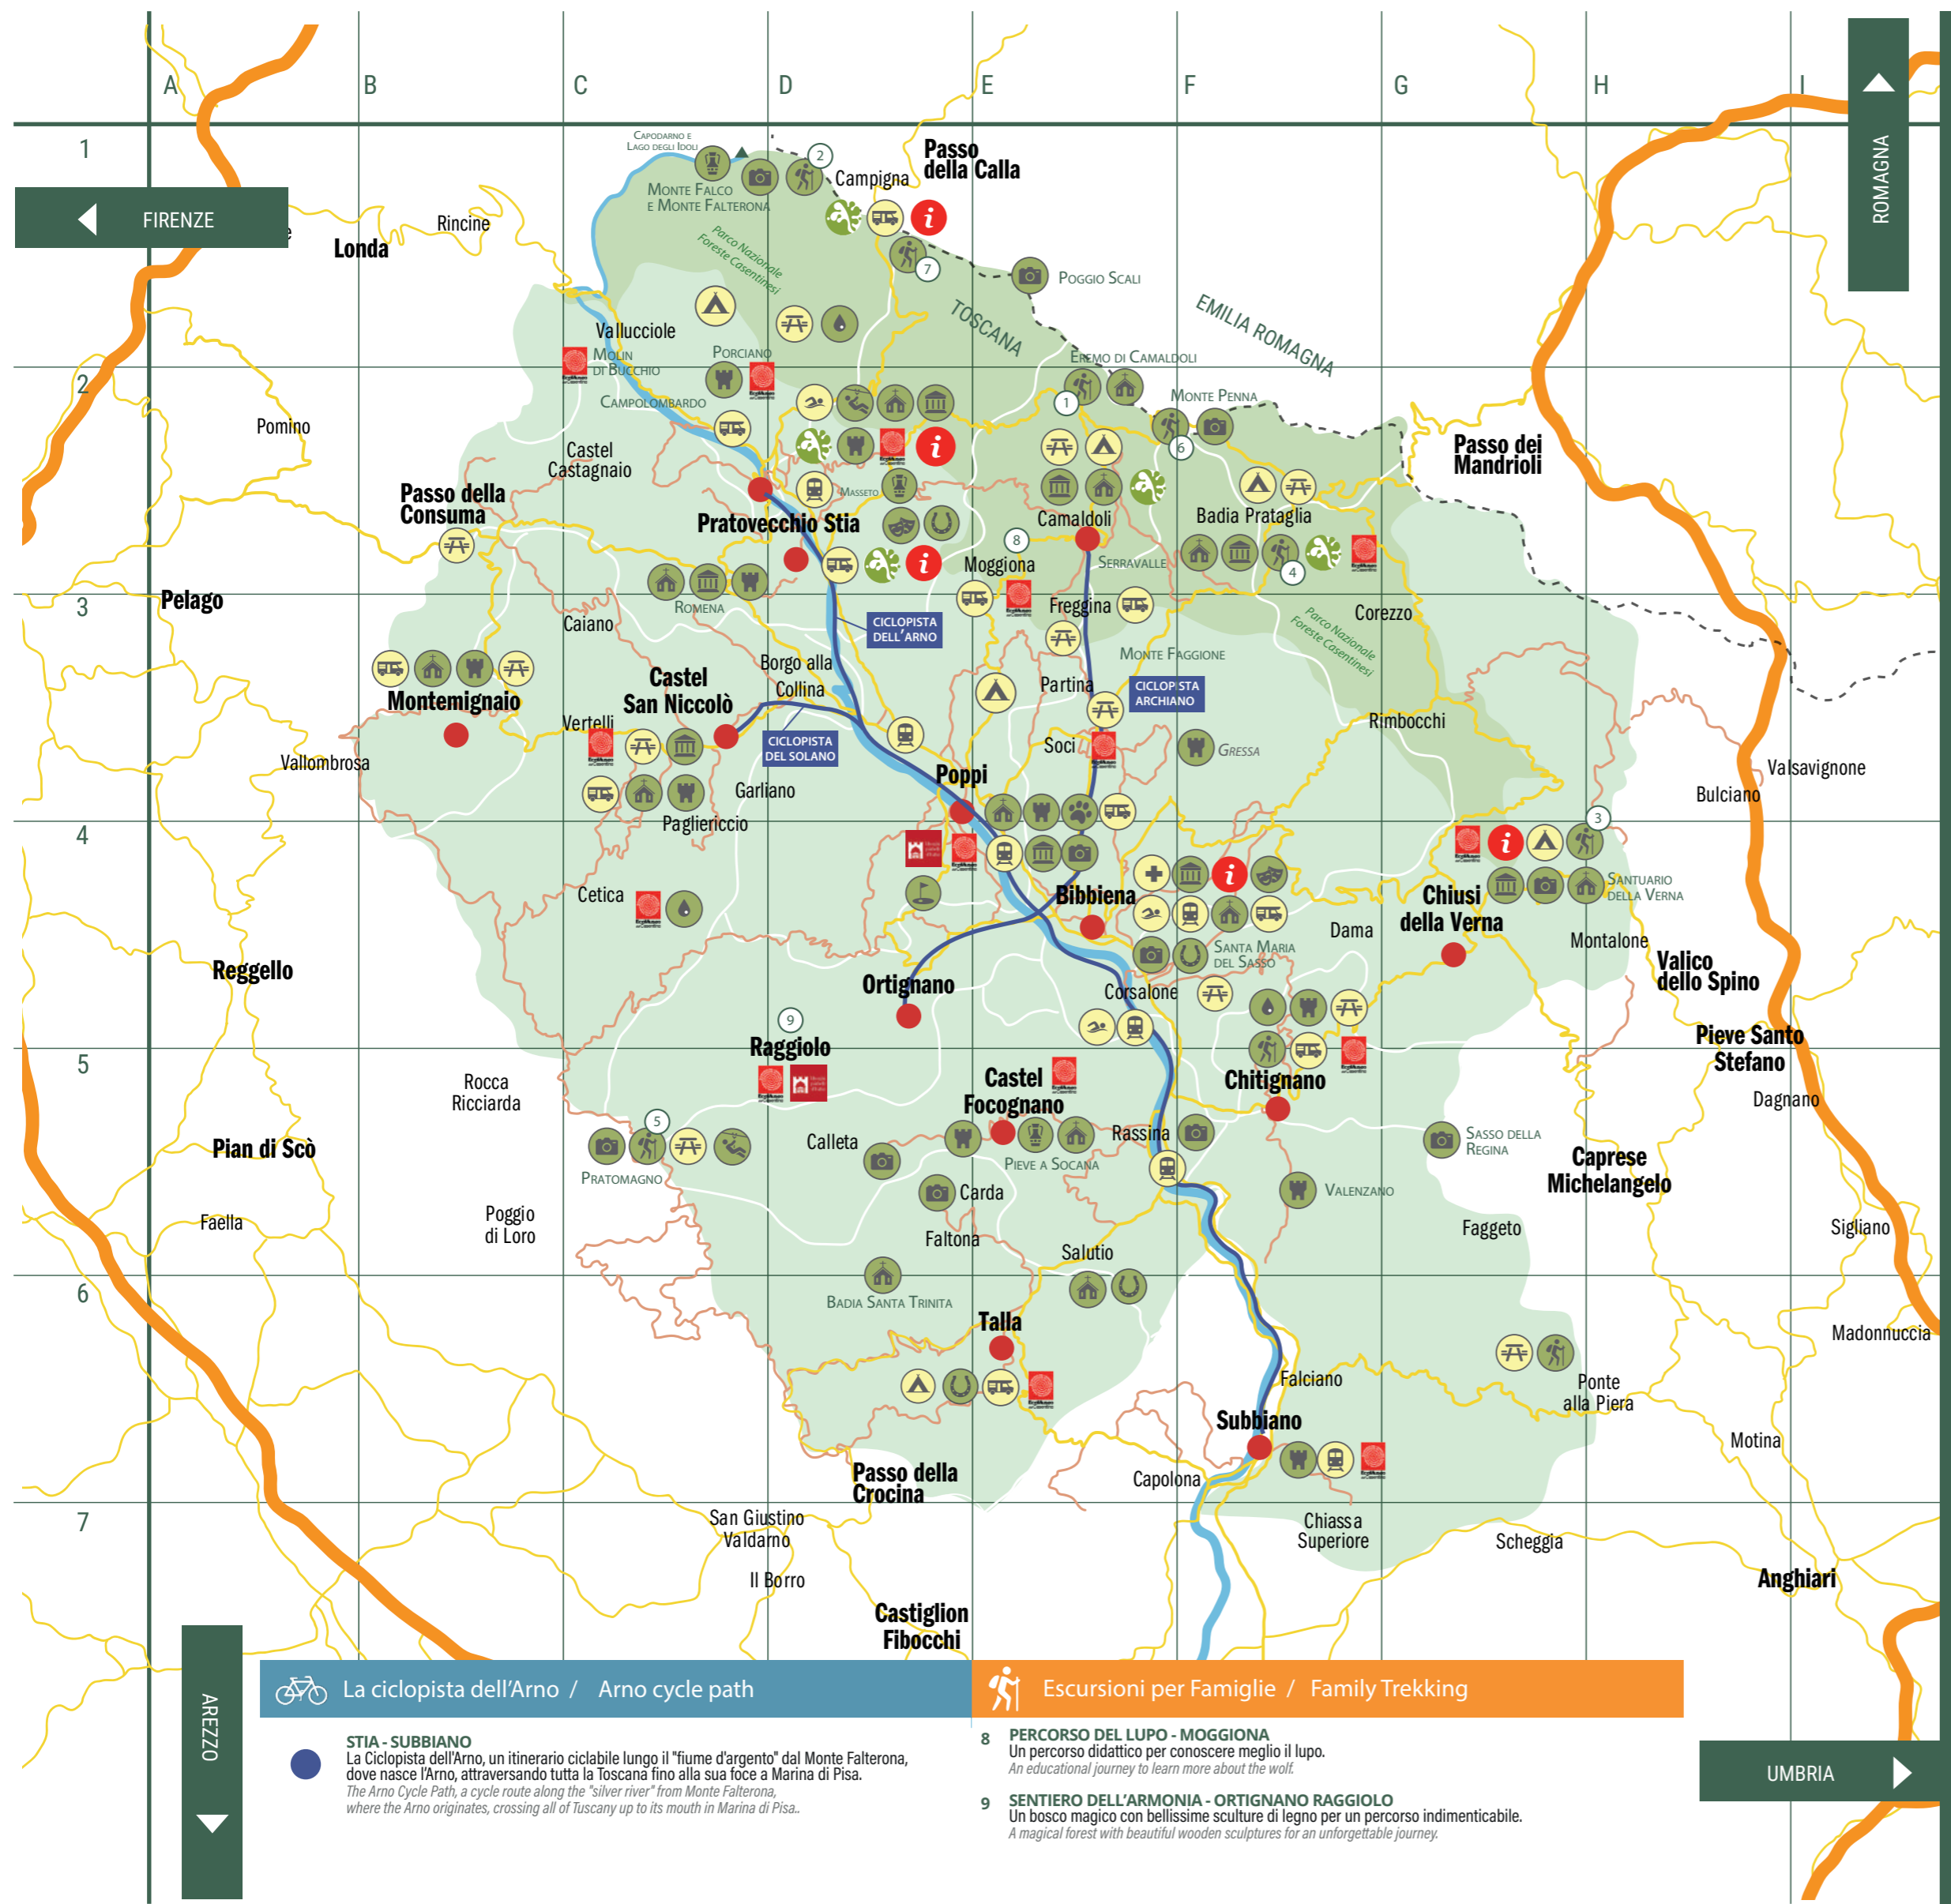 A
B
C
D
E
F
G
H
I
1
2
3
4
5
6
7
FIRENZE
ROMAGNA
AREZZO
UMBRIA
Capodarno e
Lago degli Idoli
2
Passo
della Calla
Campigna
Monte Falco
e Monte Falterona
i
Rincine
Londa
Parco Nazionale
Foreste Casentinesi
7
Poggio Scali
TOSCANA
EMILIA ROMAGNA
Vallucciole
Molin
di Bucchio
Porciano
Eremo di Camaldoli
Campolombardo
1
Monte Penna
6
Pomino
Castel
Castagnaio
i
Passo dei
Mandrioli
Passo della
Consuma
Masseto
Pratovecchio Stia
Camaldoli
Badia Prataglia
8
Moggiona
Serravalle
4
i
Pelago
Romena
Freggina
Corezzo
Caiano
CICLOPISTA
DELL'ARNO
Parco Nazionale
Foreste Casentinesi
Borgo alla
Collina
Monte Faggione
Montemignaio
Castel
San Niccolò
Partina
CICLOPISTA
ARCHIANO
Vertelli
Rimbocchi
CICLOPISTA
DEL SOLANO
Soci
Gressa
Vallombrosa
Poppi
Valsavignone
Garliano
Bulciano
Pagliericcio
3
i
Cetica
Bibbiena
i
Chiusi
della Verna
Santuario
della Verna
Dama
Santa Maria
del Sasso
Montalone
Reggello
Valico
dello Spino
Ortignano
Corsalone
9
Raggiolo
Pieve Santo
Stefano
Rocca
Ricciarda
Castel
Focognano
Chitignano
Dagnano
5
Pian di Scò
Calleta
Rassina
Sasso della
Regina
Pratomagno
Pieve a Socana
Caprese
Michelangelo
Carda
Valenzano
Faella
Poggio
di Loro
Faltona
Faggeto
Sigliano
Salutio
Badia Santa Trinita
Talla
Madonnuccia
Falciano
Ponte
alla Piera
Subbiano
Motina
Passo della
Crocina
Capolona
San Giustino
Valdarno
Chiassa
Superiore
Scheggia
Il Borro
Anghiari
Castiglion
Fibocchi
La ciclopista dell'Arno / Arno cycle path
STIA - SUBBIANO
La Ciclopista dell'Arno, un itinerario ciclabile lungo il "fiume d'argento" dal Monte Falterona,
dove nasce l'Arno, attraversando tutta la Toscana fino alla sua foce a Marina di Pisa.
The Arno Cycle Path, a cycle route along the "silver river" from Monte Falterona,
where the Arno originates, crossing all of Tuscany up to its mouth in Marina di Pisa..
Escursioni per Famiglie / Family Trekking
8 PERCORSO DEL LUPO - MOGGIONA
Un percorso didattico per conoscere meglio il lupo.
An educational journey to learn more about the wolf.
9 SENTIERO DELL'ARMONIA - ORTIGNANO RAGGIOLO
Un bosco magico con bellissime sculture di legno per un percorso indimenticabile.
A magical forest with beautiful wooden sculptures for an unforgettable journey.